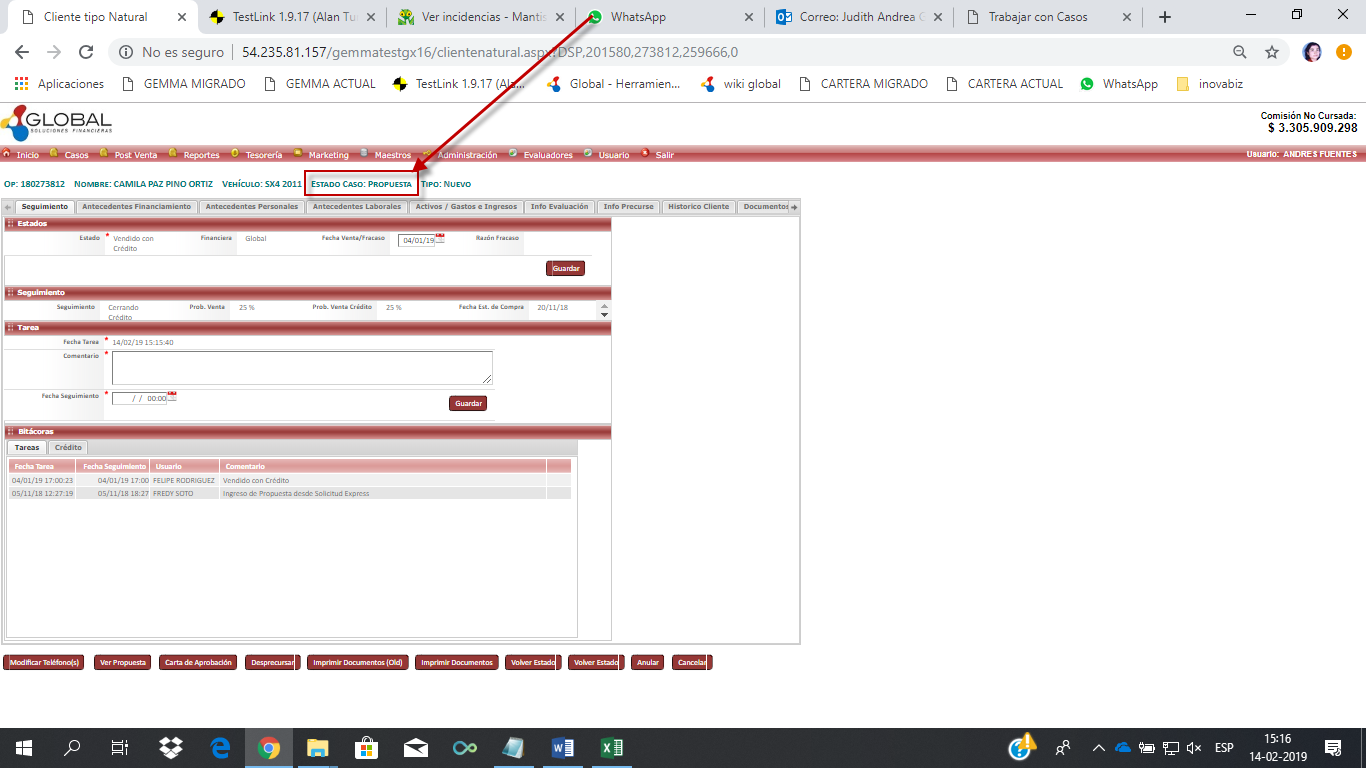 Cliente tipo Natural
TestLink 1.9.17 (Alan Tu
Ver incidencias - Mantis
WhatsApp
Correo: Judith Andrea G
Trabajar con Casos
No es seguro
54.235.81.157/gemmatestgx16/clientenatural.aspx?DSP,201580,273812,259666,0
Aplicaciones
GEMMA MIGRADO
GEMMA ACTUAL
TestLink 1.9.17 (Ala...
Global - Herramien...
wiki global
CARTERA MIGRADO
CARTERA ACTUAL
WhatsApp
inovabiz
GLOBAL
SOLUCIONES FINANCIERAS
Comisión No Cursada:
$ 3.305.909.298
Inicio Casos Post Venta Reportes Tesorería Marketing Maestros Administración Evaluadores Usuario Salir
Usuario: ANDRES FUENTES
Op: 180273812 Nombre: CAMILA PAZ PINO ORTIZ Vehículo: SX4 2011 Estado Caso: Propuesta Tipo: Nuevo
Seguimiento Antecedentes Financiamiento Antecedentes Personales Antecedentes Laborales Activos / Gastos e Ingresos Info Evaluación Info Precurse Historico Cliente Documentos
Estados
Estado * Vendido con Crédito Financiera Global Fecha Venta/Fracaso 04/01/19 Razón Fracaso
Guardar
Seguimiento
Seguimiento Cerrando Crédito Prob. Venta 25 % Prob. Venta Crédito 25 % Fecha Est. de Compra 20/11/18
Tarea
Fecha Tarea * 14/02/19 15:15:40
Comentario *
Fecha Seguimiento * / / 00:00
Guardar
Bitácoras
Tareas Crédito
Fecha Tarea Fecha Seguimiento Usuario Comentario
04/01/19 17:00:23 04/01/19 17:00 FELIPE RODRIGUEZ Vendido con Crédito
05/11/18 12:27:19 05/11/18 18:27 FREDY SOTO Ingreso de Propuesta desde Solicitud Express
Modificar Teléfono(s) Ver Propuesta Carta de Aprobación Desprecursar Imprimir Documentos (Old) Imprimir Documentos Volver Estado Volver Estado Anular Cancelar
ESP
15:16
14-02-2019